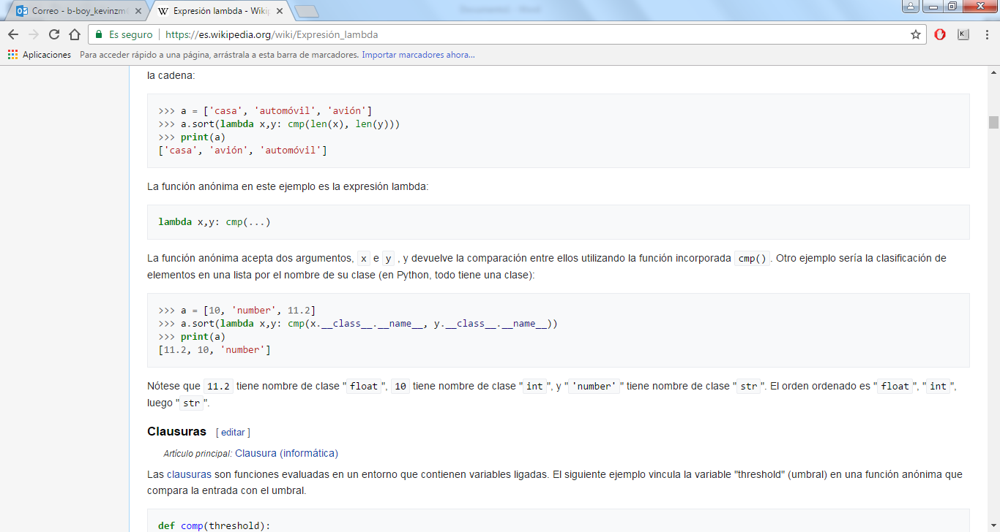 Correo - b-boy_kevinzm
Expresión lambda - Wikip
Es seguro
https://es.wikipedia.org/wiki/Expresión_lambda
K
Aplicaciones
Para acceder rápido a una página, arrástrala a esta barra de marcadores. Importar marcadores ahora...
la cadena:
>>> a = ['casa', 'automóvil', 'avión']
>>> a.sort(lambda x,y: cmp(len(x), len(y)))
>>> print(a)
['casa', 'avión', 'automóvil']
La función anónima en este ejemplo es la expresión lambda:
lambda x,y: cmp(...)
La función anónima acepta dos argumentos, x e y , y devuelve la comparación entre ellos utilizando la función incorporada cmp() . Otro ejemplo sería la clasificación de
elementos en una lista por el nombre de su clase (en Python, todo tiene una clase):
>>> a = [10, 'number', 11.2]
>>> a.sort(lambda x,y: cmp(x.__class__.__name__, y.__class__.__name__))
>>> print(a)
[11.2, 10, 'number']
Nótese que 11.2 tiene nombre de clase "float", 10 tiene nombre de clase "int", y "'number'" tiene nombre de clase "str". El orden ordenado es "float", "int",
luego "str".
Clausuras [ editar ]
Artículo principal: Clausura (informática)
Las clausuras son funciones evaluadas en un entorno que contienen variables ligadas. El siguiente ejemplo vincula la variable "threshold" (umbral) en una función anónima que
compara la entrada con el umbral.
def comp(threshold):